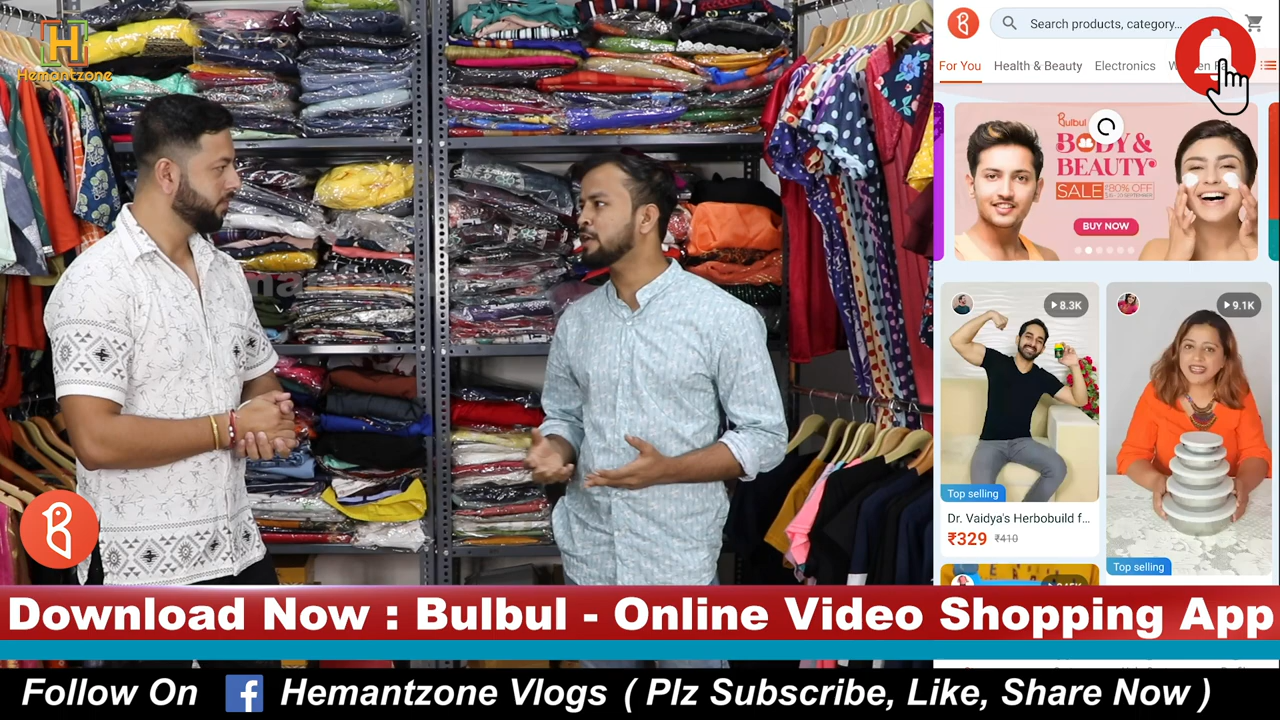 H
Hemantzone
Search products, category...
For You Health & Beauty Electronics
Bulbul
BODY &
BEAUTY
SALE
80% OFF
BUY NOW
8.3K
9.1K
Top selling
Dr. Vaidya's Herbobuild f...
₹329 ₹410
Top selling
Download Now : Bulbul - Online Video Shopping App
Follow On f Hemantzone Vlogs ( Plz Subscribe, Like, Share Now )